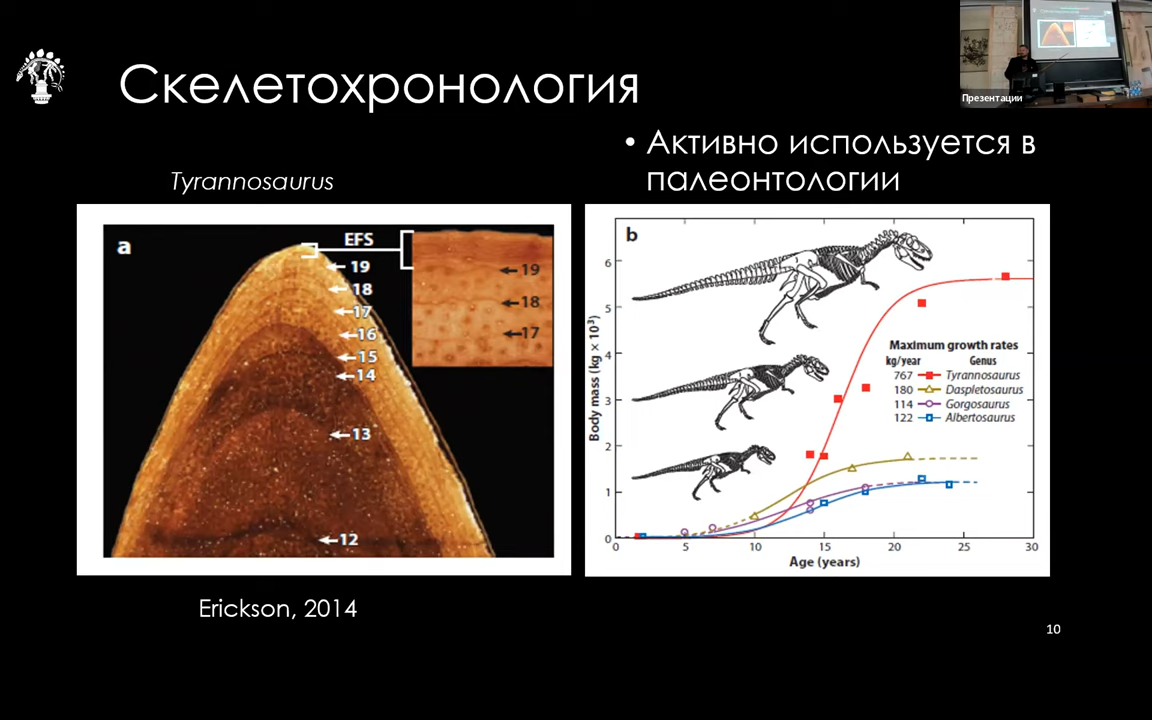 Скелетохронология
Презентации
• Активно используется в
палеонтологии
Tyrannosaurus
a
EFS
19
18
17
16
15
14
13
12
19
18
17
b
Body mass (kg × 10³)
6
5
4
3
2
1
0
Maximum growth rates
kg/year Genus
767 Tyrannosaurus
180 Daspletosaurus
114 Gorgosaurus
122 Albertosaurus
0 5 10 15 20 25 30
Age (years)
Erickson, 2014
10